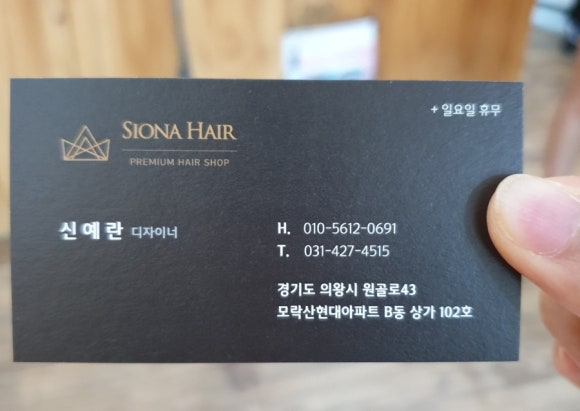 + 일요일 휴무
SIONA HAIR
PREMIUM HAIR SHOP
신예란 디자이너
H. 010-5612-0691
T. 031-427-4515
경기도 의왕시 원골로43
모락산현대아파트 B동 상가 102호